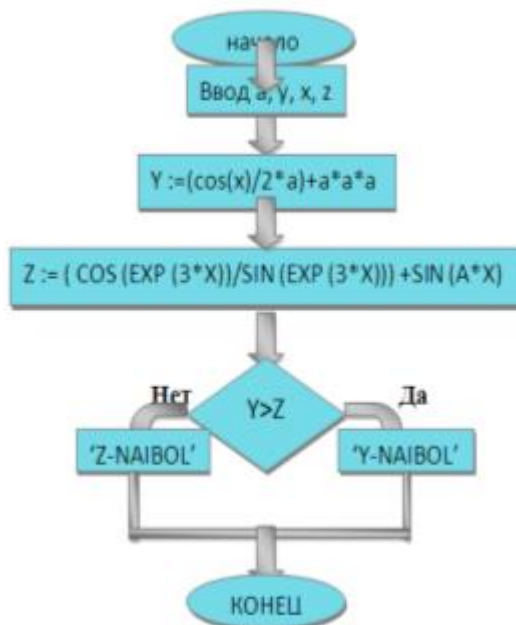 начало
Ввод a, y, x, z
Y :=(cos(x)/2*a)+a*a*a
Z := ( COS (EXP (3*X))/SIN (EXP (3*X))) +SIN (A*X)
Нет
Да
Y>Z
‘Z-NAIBOL’
‘Y-NAIBOL’
КОНЕЦ